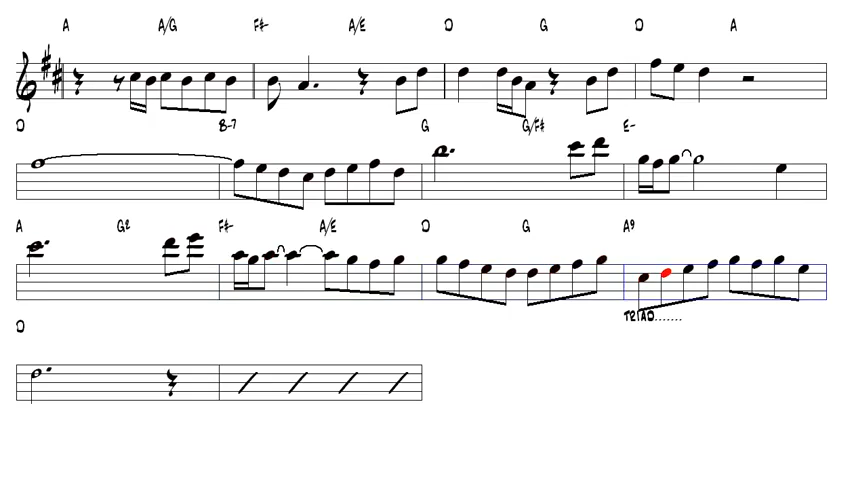 A A/G F#- A/E D G D A
D B-7 G G/F# E-
A G2 F#- A/E D G A9
TRIAD.......
D